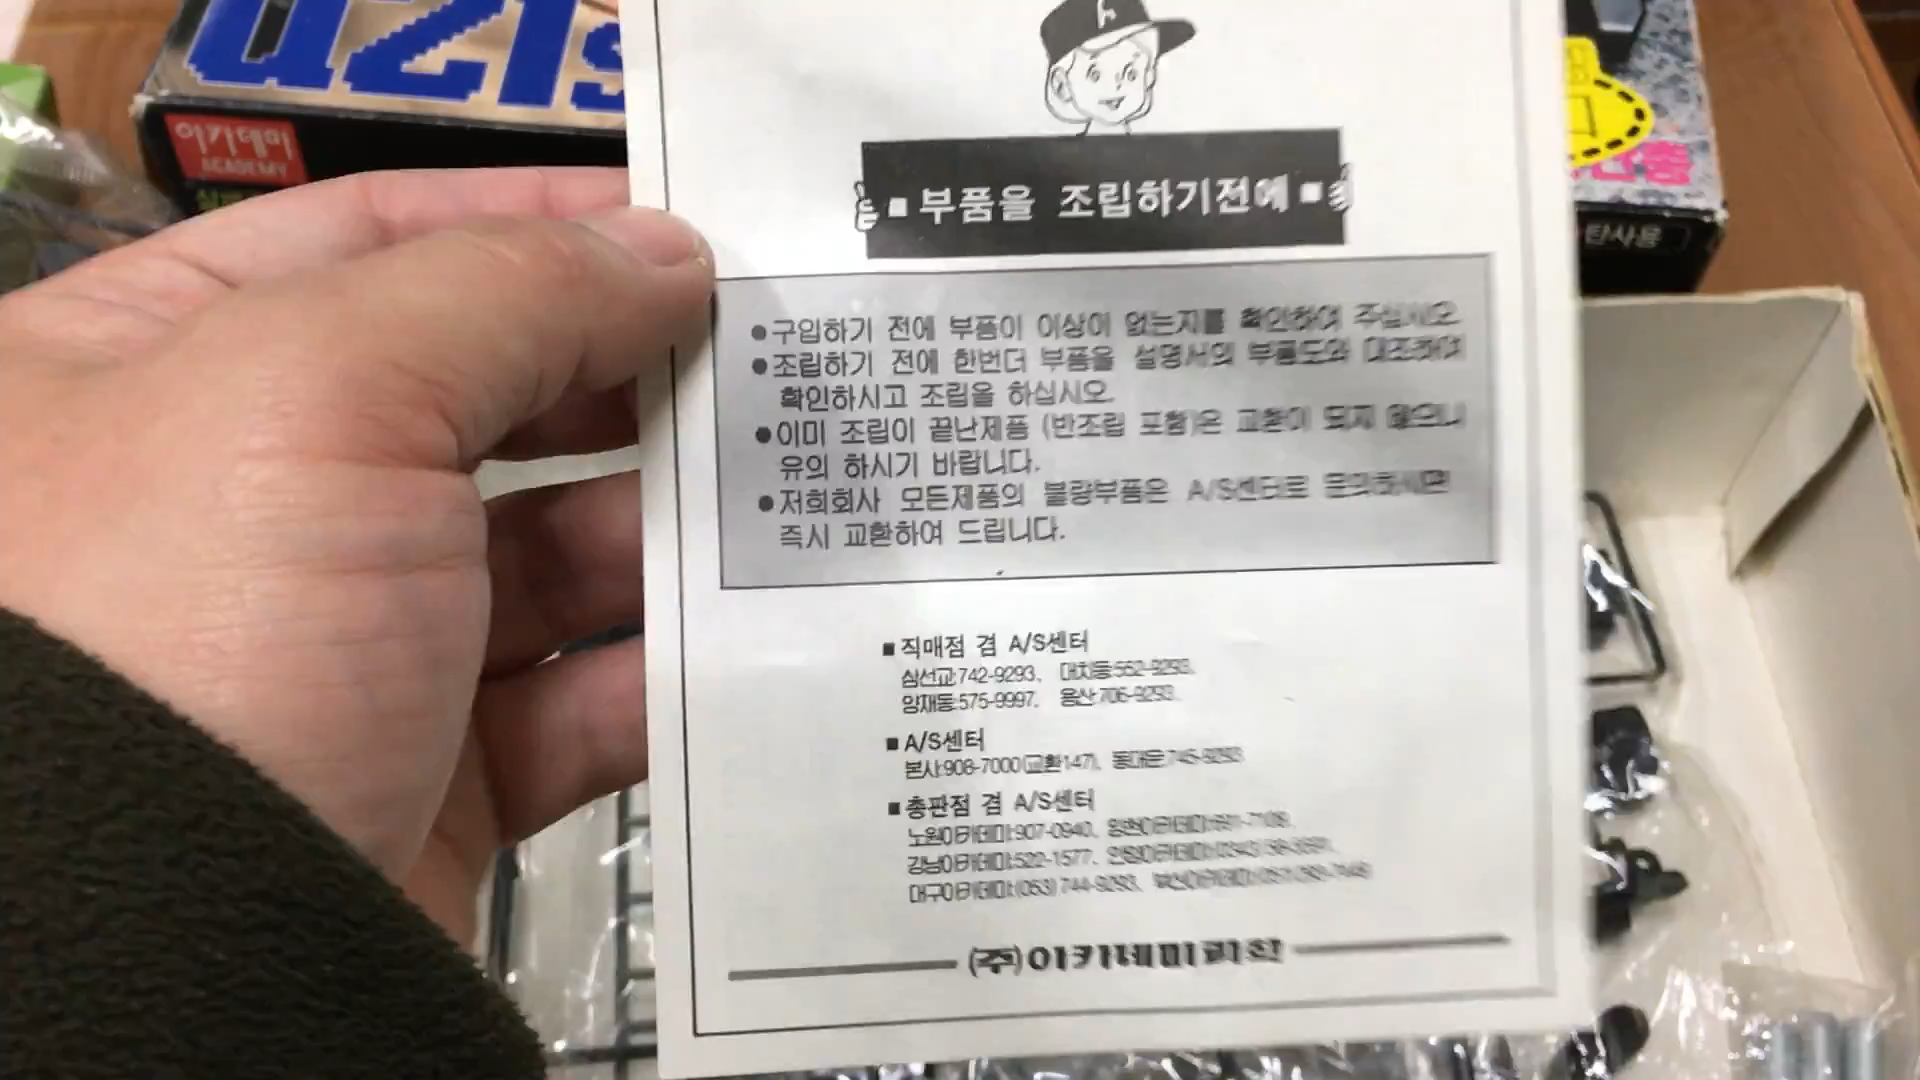 아카데미
ACADEMY
탄사용
■ 부품을 조립하기전에 ■
●구입하기 전에 부품이 이상이 없는지를 확인하여 주십시오.
●조립하기 전에 한번더 부품을 설명서의 부품도와 대조하여
확인하시고 조립을 하십시오.
●이미 조립이 끝난제품 (반조립 포함)은 교환이 되지 않으니
유의 하시기 바랍니다.
●저희회사 모든제품의 불량부품은 A/S센터로 문의하시면
즉시 교환하여 드립니다.
■직매점 겸 A/S센터
삼선교:742-9293, 대치동:552-9293,
양재동:575-9997, 용산:706-9293,
■A/S센터
본사:908-7000(교환147), 동대문:745-9293
■총판점 겸 A/S센터
노원아카데미:907-0940,
강남아카데미:522-1577,
대구아카데미:(053) 744-9293,
(주)아카데미과학